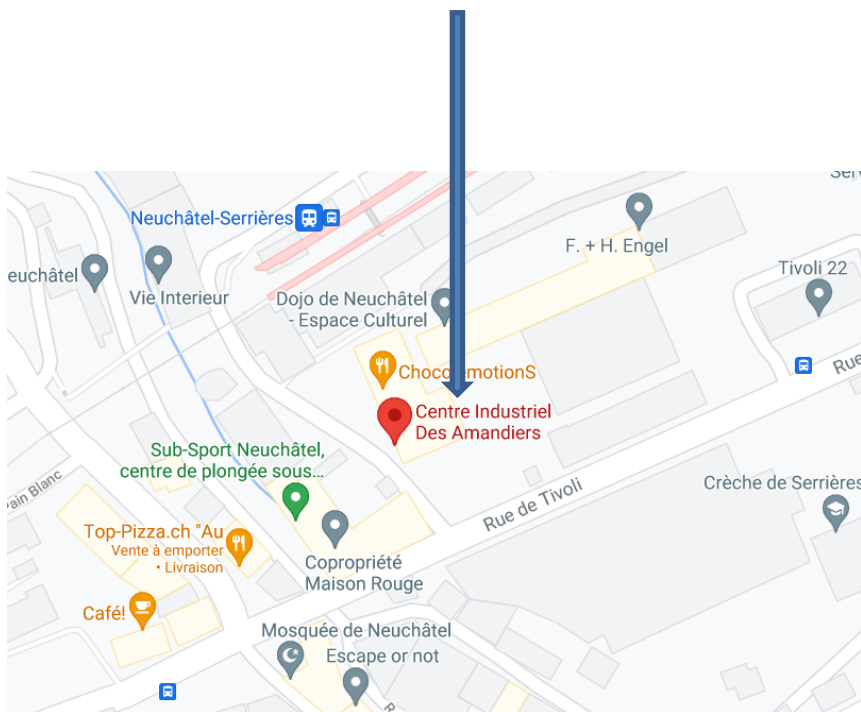 Serv
Neuchâtel-Serrières
F. + H. Engel
euchâtel
Vie Interieur
Tivoli 22
Dojo de Neuchâtel
- Espace Culturel
Rue
ChocolemotionS
Centre Industriel
Des Amandiers
Sub-Sport Neuchâtel,
centre de plongée sous...
Crèche de Serrières
Pain Blanc
Rue de Tivoli
Top-Pizza.ch "Au
Vente à emporter
• Livraison
Copropriété
Maison Rouge
Café!
Mosquée de Neuchâtel
Escape or not
R